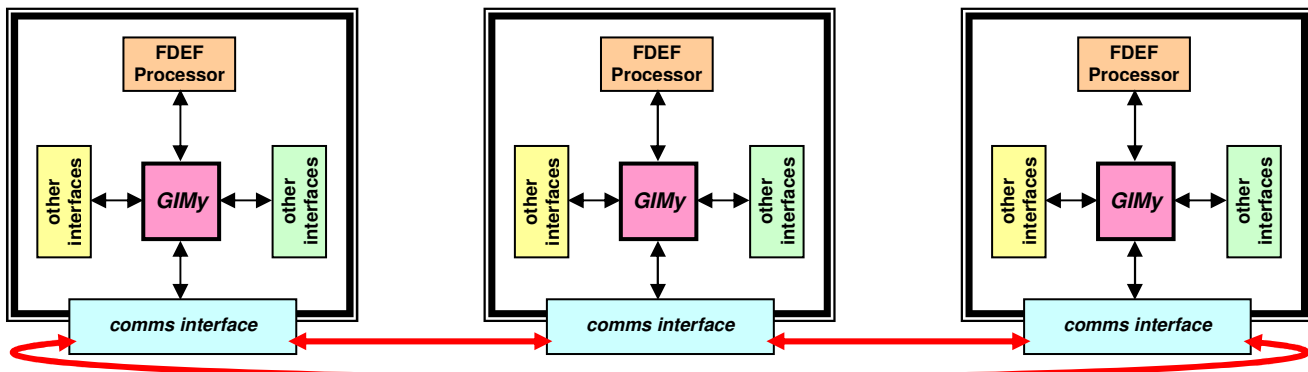 FDEF
Processor
other
interfaces
GIMy
other
interfaces
comms interface
FDEF
Processor
other
interfaces
GIMy
other
interfaces
comms interface
FDEF
Processor
other
interfaces
GIMy
other
interfaces
comms interface